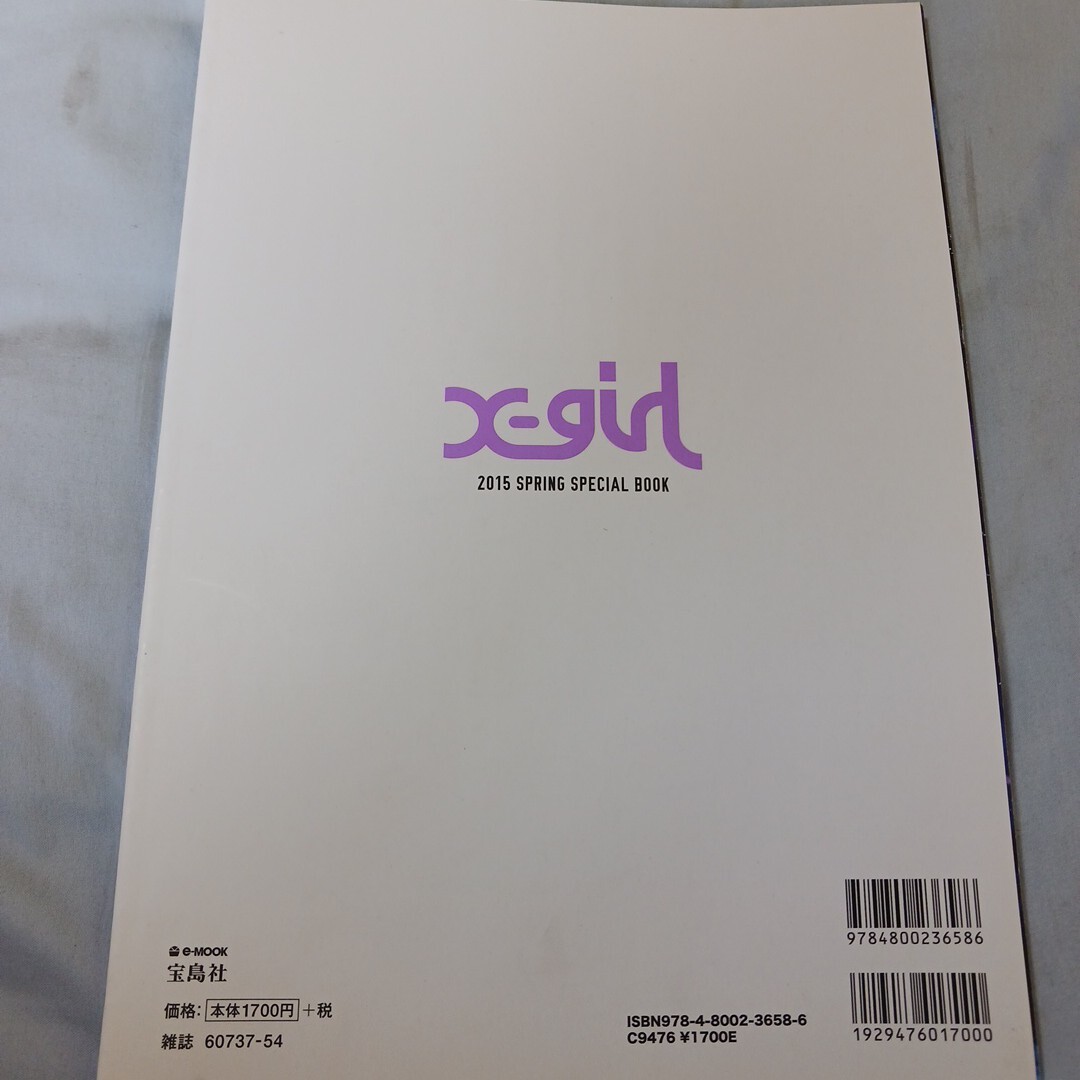 X-girl
2015 SPRING SPECIAL BOOK
e-MOOK
宝島社
価格: 本体1700円 +税
雑誌 60737-54
ISBN978-4-8002-3658-6
C9476 ¥1700E
9784800236586
1929476017000